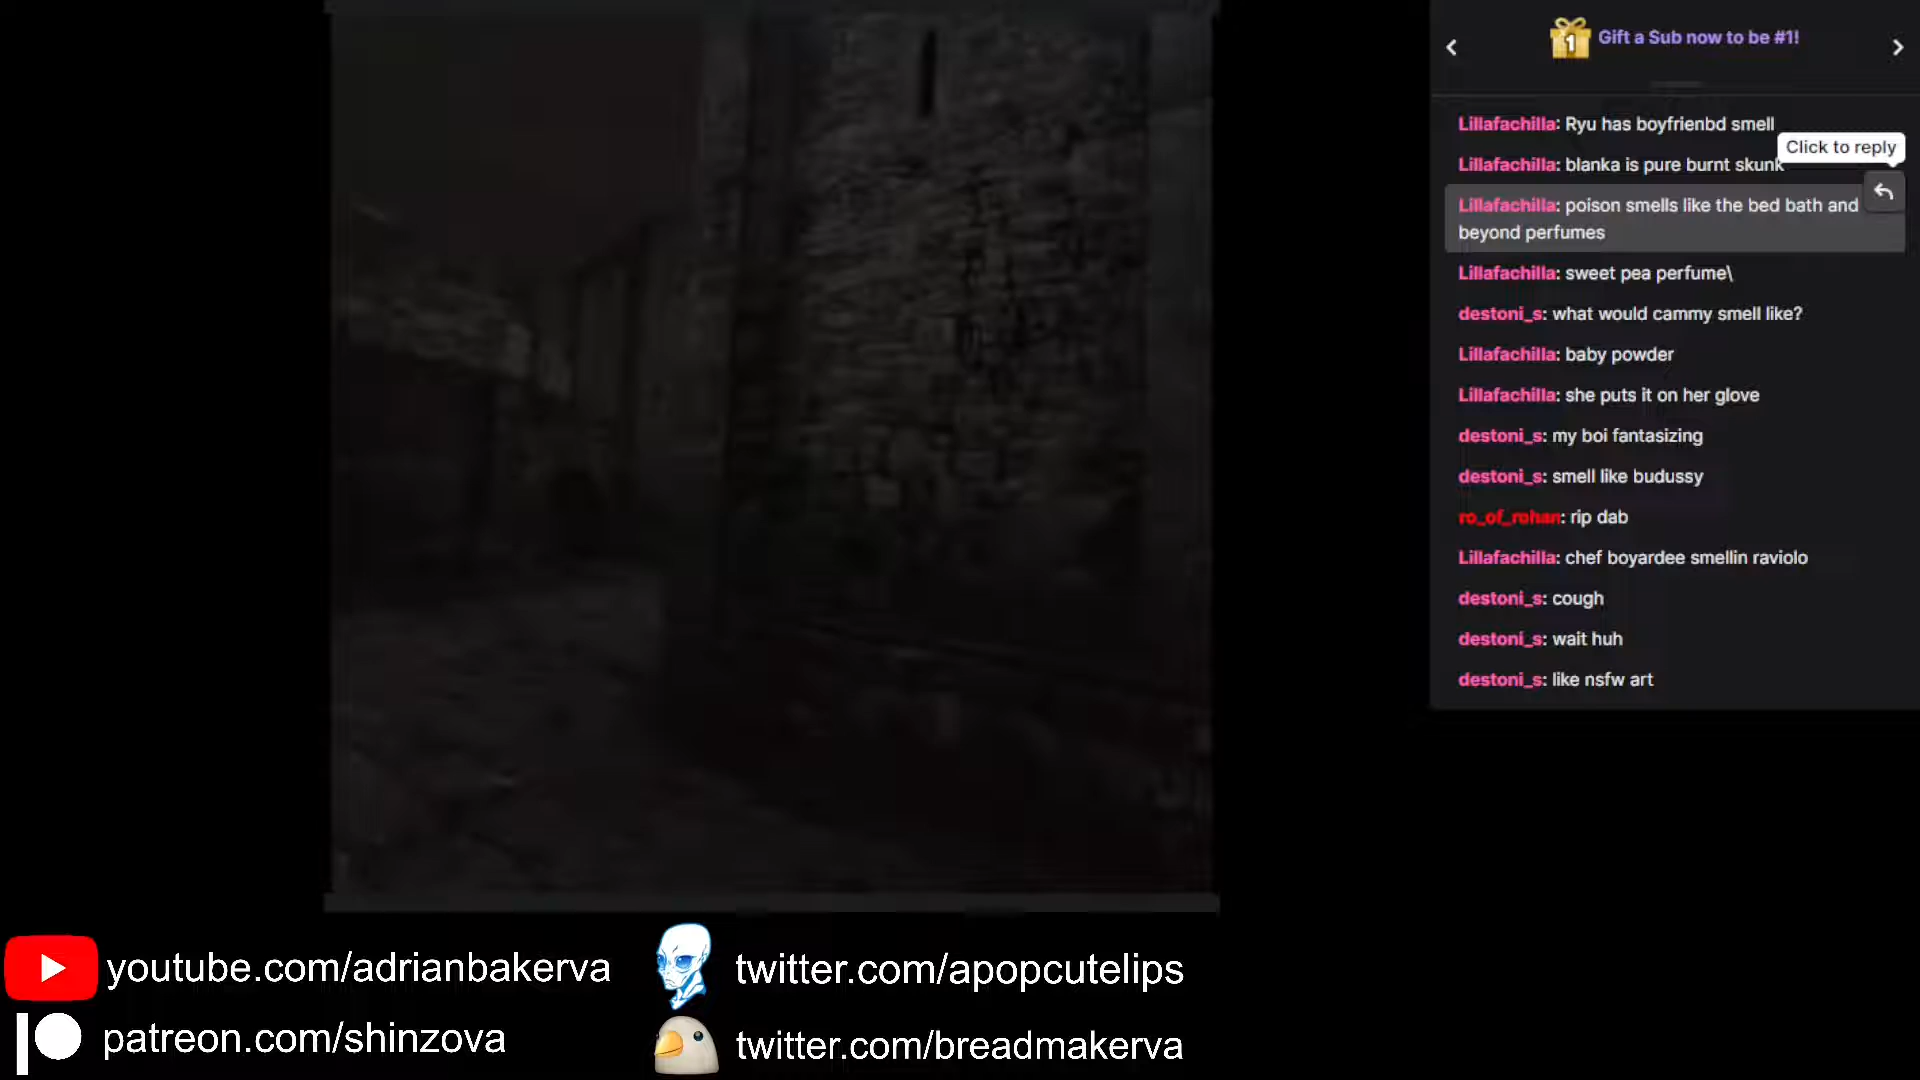 1
Gift a Sub now to be #1!
Lillafachilla: Ryu has boyfrienbd smell
Click to reply
Lillafachilla: blanka is pure burnt skunk
Lillafachilla: poison smells like the bed bath and
beyond perfumes
Lillafachilla: sweet pea perfume\
destoni_s: what would cammy smell like?
Lillafachilla: baby powder
Lillafachilla: she puts it on her glove
destoni_s: my boi fantasizing
destoni_s: smell like budussy
ro_of_rohan: rip dab
Lillafachilla: chef boyardee smellin raviolo
destoni_s: cough
destoni_s: wait huh
destoni_s: like nsfw art
youtube.com/adrianbakerva
twitter.com/apopcutelips
patreon.com/shinzova
twitter.com/breadmakerva